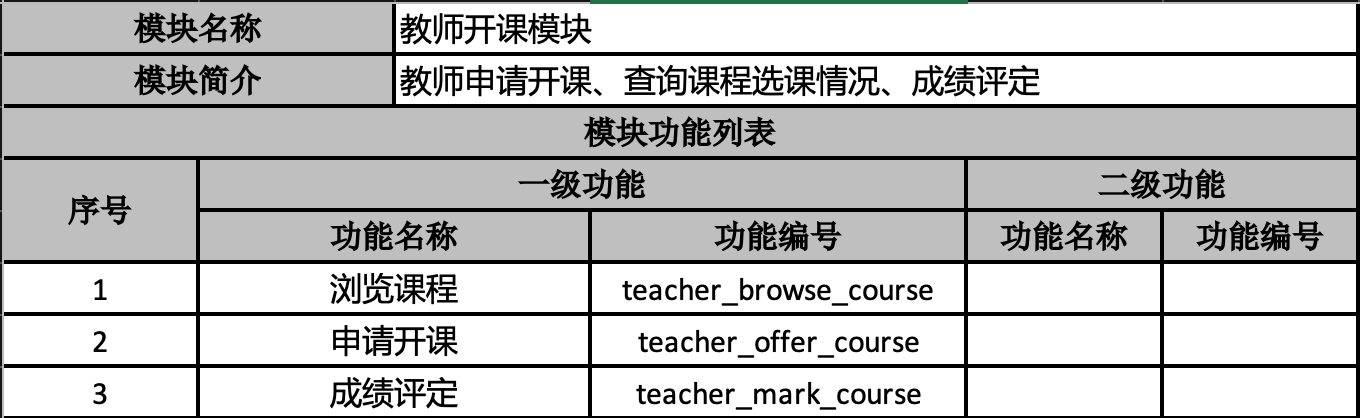 模块名称 教师开课模块
模块简介 教师申请开课、查询课程选课情况、成绩评定
模块功能列表
序号 一级功能 二级功能
功能名称 功能编号 功能名称 功能编号
1 浏览课程 teacher_browse_course
2 申请开课 teacher_offer_course
3 成绩评定 teacher_mark_course